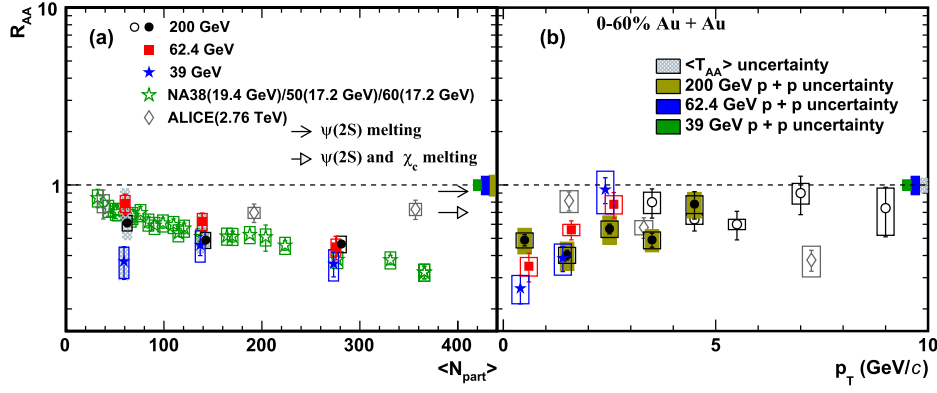 R_AA
10
1
(a)
200 GeV
62.4 GeV
39 GeV
NA38(19.4 GeV)/50(17.2 GeV)/60(17.2 GeV)
ALICE(2.76 TeV)
ψ(2S) melting
ψ(2S) and χ_c melting
0 100 200 300 400
<N_part>
0-60% Au + Au
(b)
<T_AA> uncertainty
200 GeV p + p uncertainty
62.4 GeV p + p uncertainty
39 GeV p + p uncertainty
0 5 10
p_T (GeV/c)